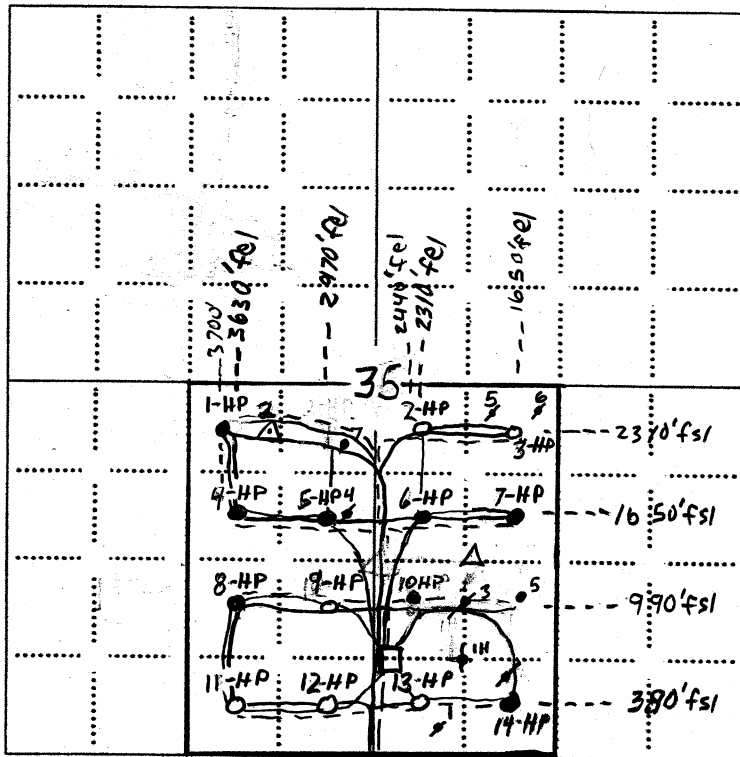 3700'
3630'fel
2970'fel
2440'fel
2310'fel
1650'fel
35
1-HP
2
2-HP
5
6
3-HP
2310'fsl
4-HP
5-HP
4
6-HP
7-HP
1650'fsl
8-HP
9-HP
10HP
3
5
990'fsl
1H
11-HP
12-HP
13-HP
1
14-HP
380'fsl